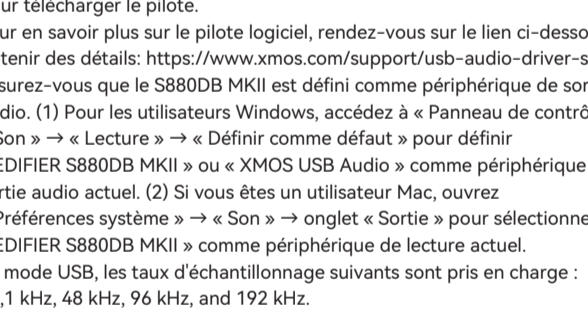 ur télécharger le pilote.
ur en savoir plus sur le pilote logiciel, rendez-vous sur le lien ci-desso
tenir des détails: https://www.xmos.com/support/usb-audio-driver-s
surez-vous que le S880DB MKII est défini comme périphérique de sor
dio. (1) Pour les utilisateurs Windows, accédez à « Panneau de contrô
Son » → « Lecture » → « Définir comme défaut » pour définir
EDIFIER S880DB MKII » ou « XMOS USB Audio » comme périphérique
rtie audio actuel. (2) Si vous êtes un utilisateur Mac, ouvrez
Préférences système » → « Son » → onglet « Sortie » pour sélectionne
EDIFIER S880DB MKII » comme périphérique de lecture actuel.
mode USB, les taux d'échantillonnage suivants sont pris en charge :
,1 kHz, 48 kHz, 96 kHz, and 192 kHz.